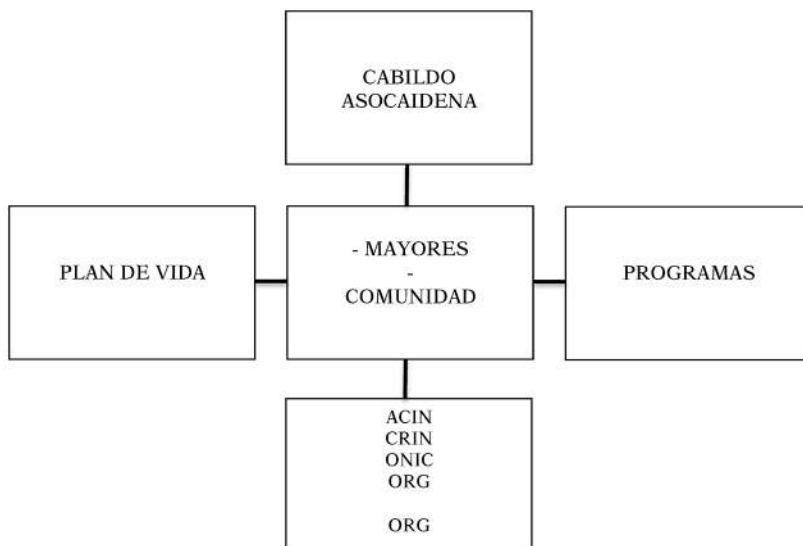 CABILDO
ASOCAIDENA
PLAN DE VIDA
- MAYORES
-
COMUNIDAD
PROGRAMAS
ACIN
CRIN
ONIC
ORG
ORG